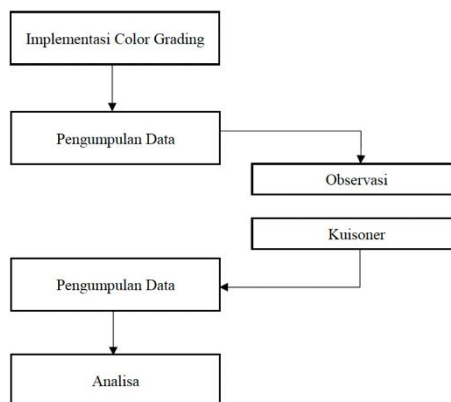 Implementasi Color Grading
Pengumpulan Data
Observasi
Kuisoner
Pengumpulan Data
Analisa